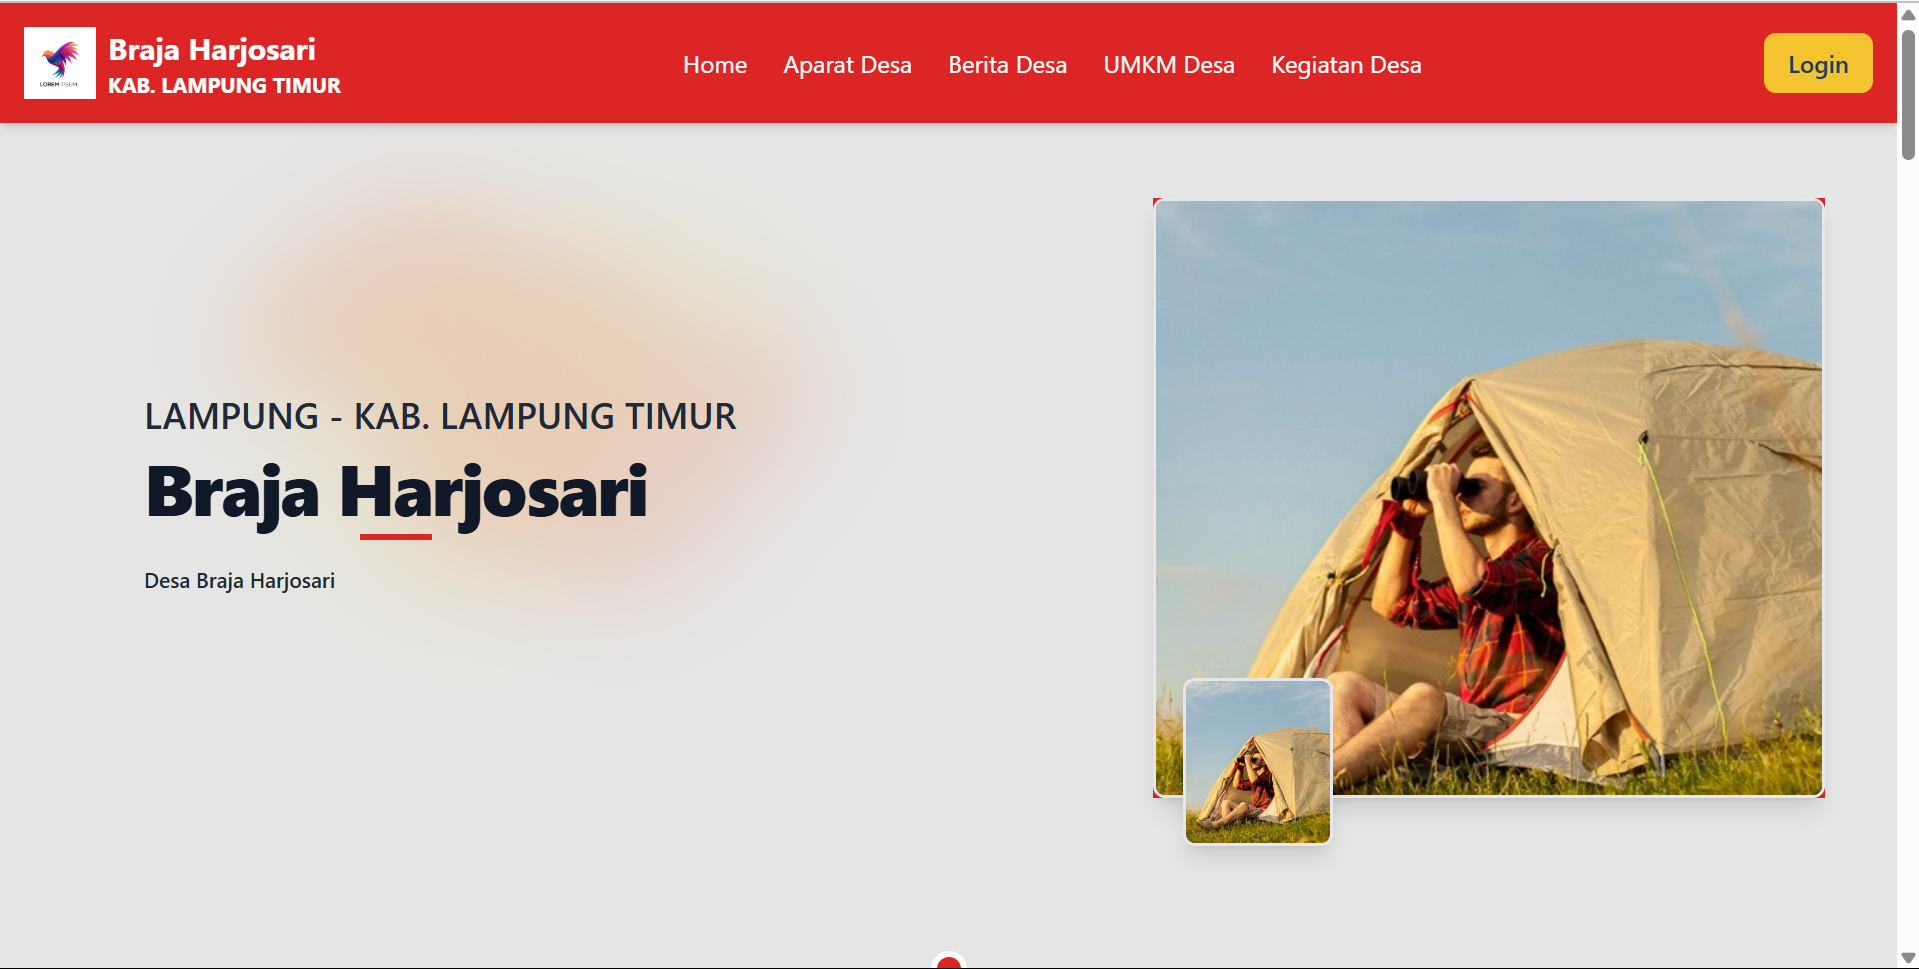 Braja Harjosari
KAB. LAMPUNG TIMUR
LOREM IPSUM
Home
Aparat Desa
Berita Desa
UMKM Desa
Kegiatan Desa
Login
LAMPUNG - KAB. LAMPUNG TIMUR
Braja Harjosari
Desa Braja Harjosari